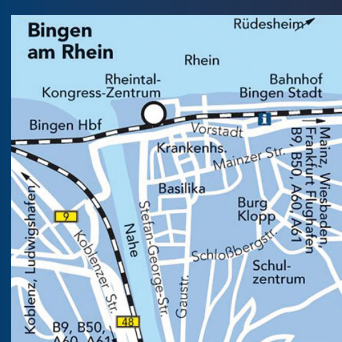 Bingen
am Rhein
Rüdesheim
Rhein
Rheintal-
Kongress-Zentrum
Bahnhof
Bingen Stadt
Bingen Hbf
Vorstadt
i
Krankenhs.
Mainzer Str.
Mainz, Wiesbaden,
Frankfurt Flughafen
B9, B50, A60, A61
Basilika
Burg
Klopp
Koblenz, Ludwigshafen,
9
Koblenzer Str.
Nahe
Stefan-George-Str.
Gaustr.
Schloßbergstr.
Schul-
zentrum
48
B9, B50,
A60, A61